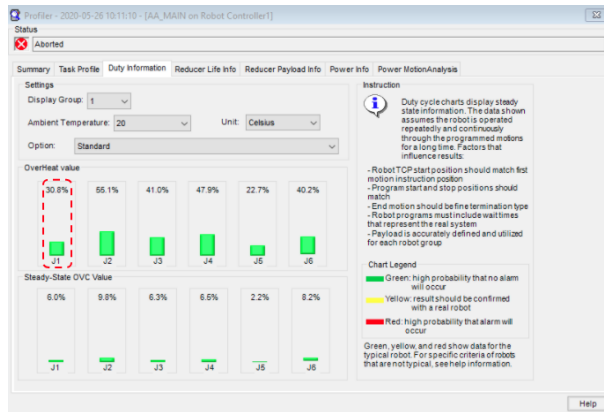 Profiler - 2020-05-26 10:11:10 - [AA_MAIN on Robot Controller1]
Status
Aborted
Summary Task Profile Duty Information Reducer Life Info Reducer Payload Info Power Info Power MotionAnalysis
Settings
Display Group: 1
Ambient Temperature: 20 Unit: Celsius
Option: Standard
OverHeat value
30.8% 55.1% 41.0% 47.9% 22.7% 40.2%
J1 J2 J3 J4 J5 J6
Steady-State OVC Value
6.0% 9.8% 6.3% 6.5% 2.2% 8.2%
J1 J2 J3 J4 J5 J6
Instruction
Duty cycle charts display steady
state information. The data shown
assumes the robot is operated
repeatedly and continuously
through the programmed motions
for a long time. Factors that
influence results:
- Robot TCP start position should match first
motion instruction position
- Program start and stop positions should
match
- End motion should be fine termination type
- Robot programs must include wait times
that represent the real system
- Payload is accurately defined and utilized
for each robot group
Chart Legend
Green: high probability that no alarm
will occur
Yellow: result should be confirmed
with a real robot
Red: high probability that alarm will
occur
Green, yellow, and red show data for the
typical robot. For specific criteria of robots
that are not typical, see help information.
Help